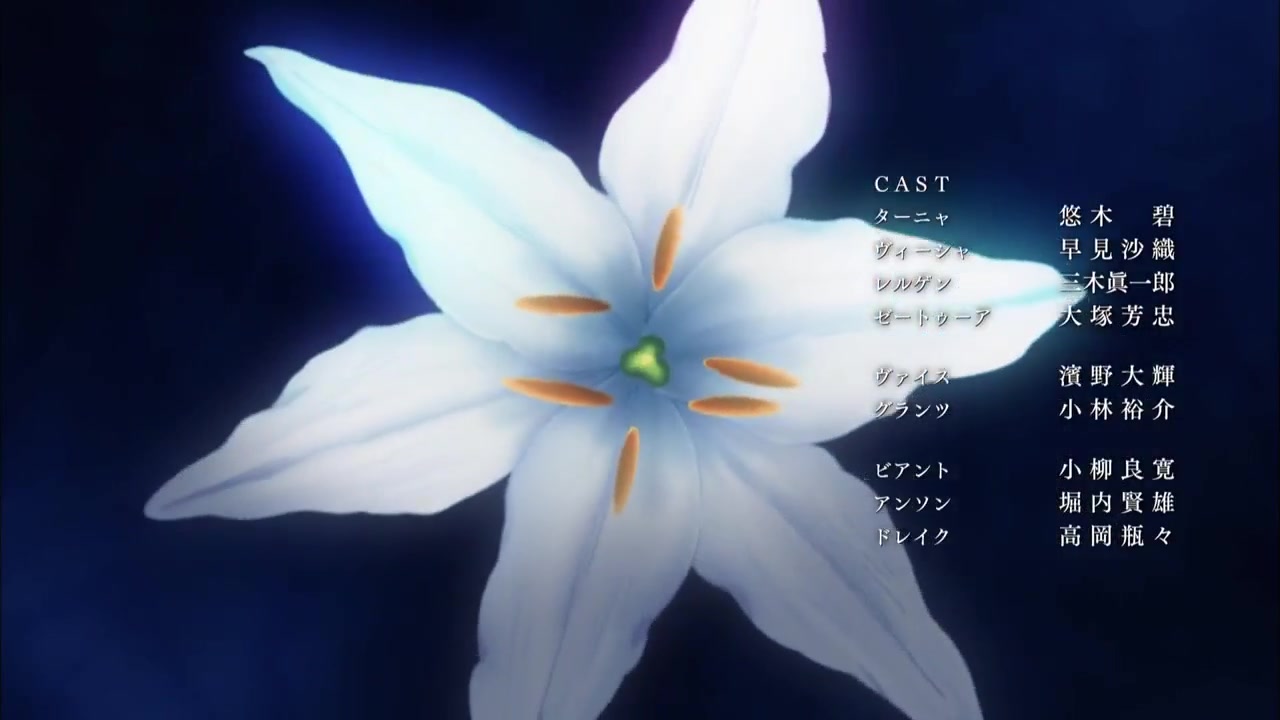 CAST
ターニャ 悠木 碧
ヴィーシャ 早見沙織
レルゲン 三木眞一郎
ゼートゥーア 大塚芳忠
ヴァイス 濱野大輝
グランツ 小林裕介
ビアント 小柳良寛
アンソン 堀内賢雄
ドレイク 高岡瓶々